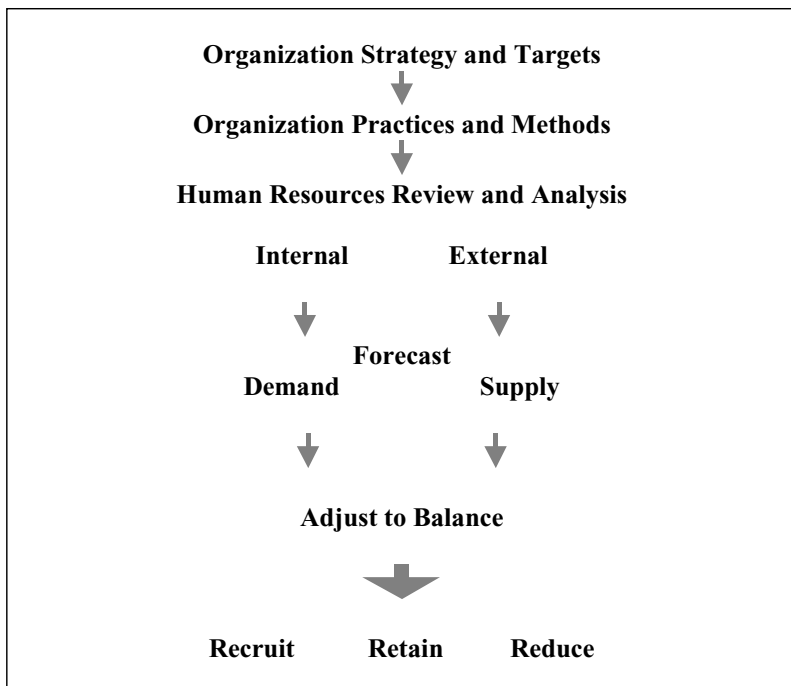 Organization Strategy and Targets
Organization Practices and Methods
Human Resources Review and Analysis
Internal External
Forecast
Demand Supply
Adjust to Balance
Recruit Retain Reduce